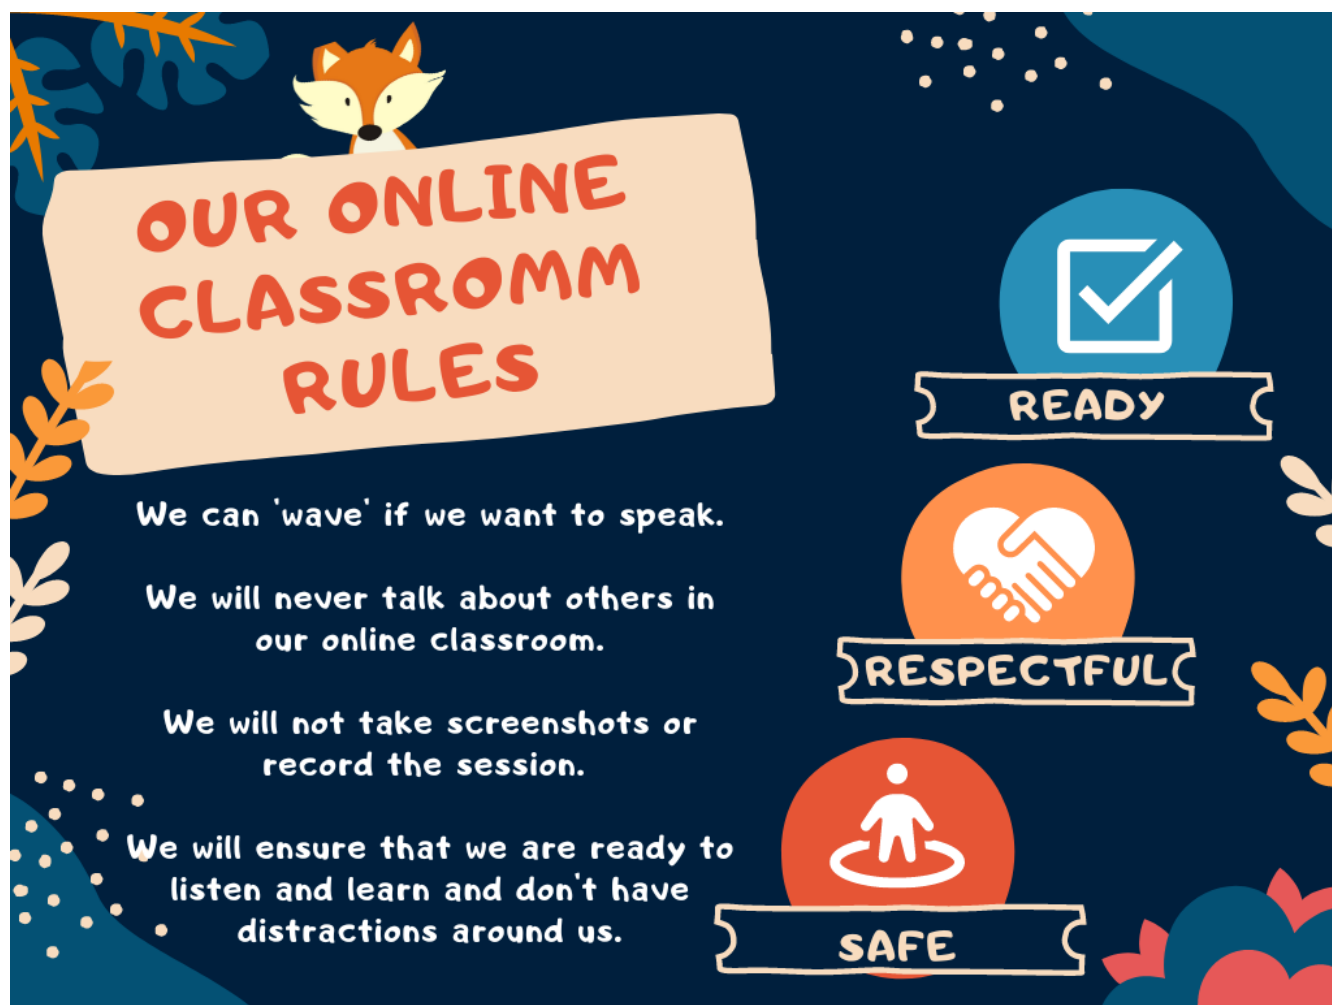 OUR ONLINE
CLASSROMM
RULES
We can 'wave' if we want to speak.
We will never talk about others in
our online classroom.
We will not take screenshots or
record the session.
We will ensure that we are ready to
listen and learn and don't have
distractions around us.
READY
RESPECTFUL
SAFE